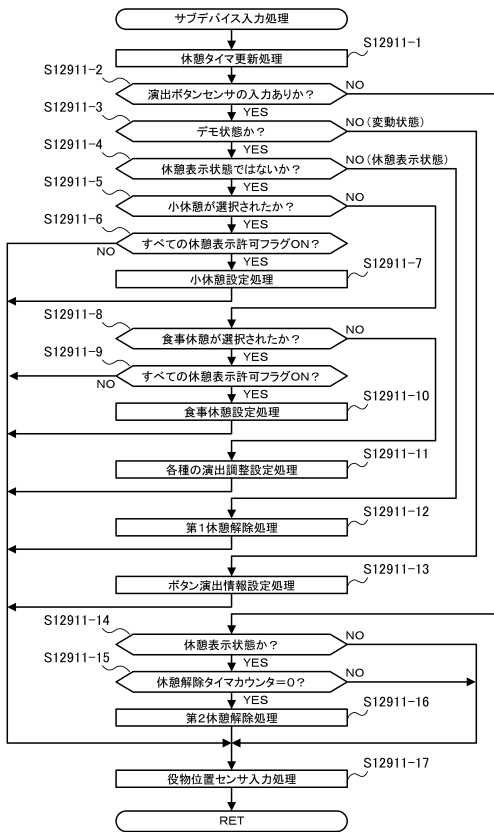 サブデバイス入力処理
S12911-1
休憩タイマ更新処理
S12911-2
演出ボタンセンサの入力ありか？
NO
YES
S12911-3
デモ状態か？
NO（変動状態）
YES
S12911-4
休憩表示状態ではないか？
NO（休憩表示状態）
YES
S12911-5
小休憩が選択されたか？
NO
YES
S12911-6
すべての休憩表示許可フラグON？
NO
YES
S12911-7
小休憩設定処理
S12911-8
食事休憩が選択されたか？
NO
YES
S12911-9
すべての休憩表示許可フラグON？
NO
YES
S12911-10
食事休憩設定処理
S12911-11
各種の演出調整設定処理
S12911-12
第1休憩解除処理
S12911-13
ボタン演出情報設定処理
S12911-14
休憩表示状態か？
NO
YES
S12911-15
休憩解除タイマカウンタ＝0？
NO
YES
S12911-16
第2休憩解除処理
S12911-17
役物位置センサ入力処理
RET